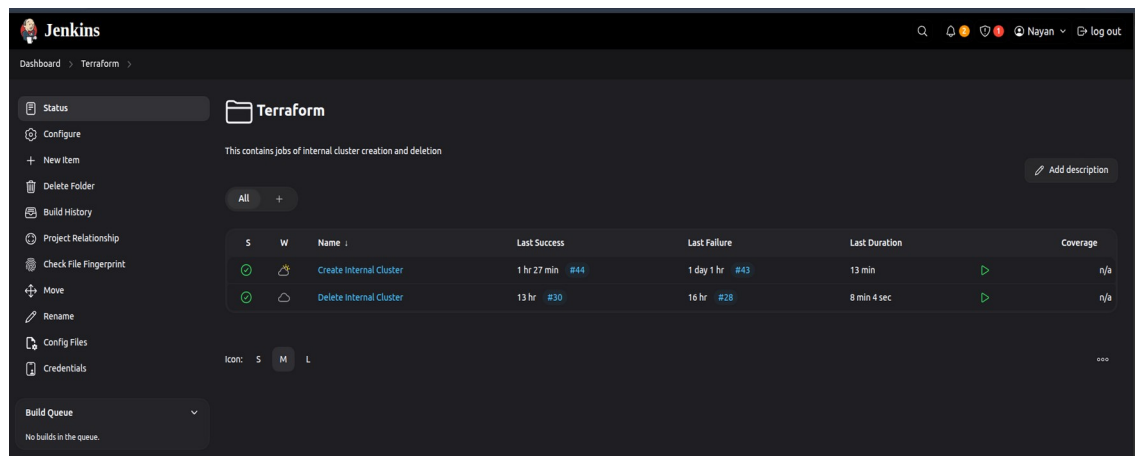 Jenkins
2
1
Nayan
log out
Dashboard > Terraform >
Status
Configure
New Item
Delete Folder
Build History
Project Relationship
Check File Fingerprint
Move
Rename
Config Files
Credentials
Build Queue
No builds in the queue.
Terraform
This contains jobs of internal cluster creation and deletion
Add description
All +
S W Name ↓ Last Success Last Failure Last Duration Coverage
Create Internal Cluster 1 hr 27 min #44 1 day 1 hr #43 13 min n/a
Delete Internal Cluster 13 hr #30 16 hr #28 8 min 4 sec n/a
Icon: S M L